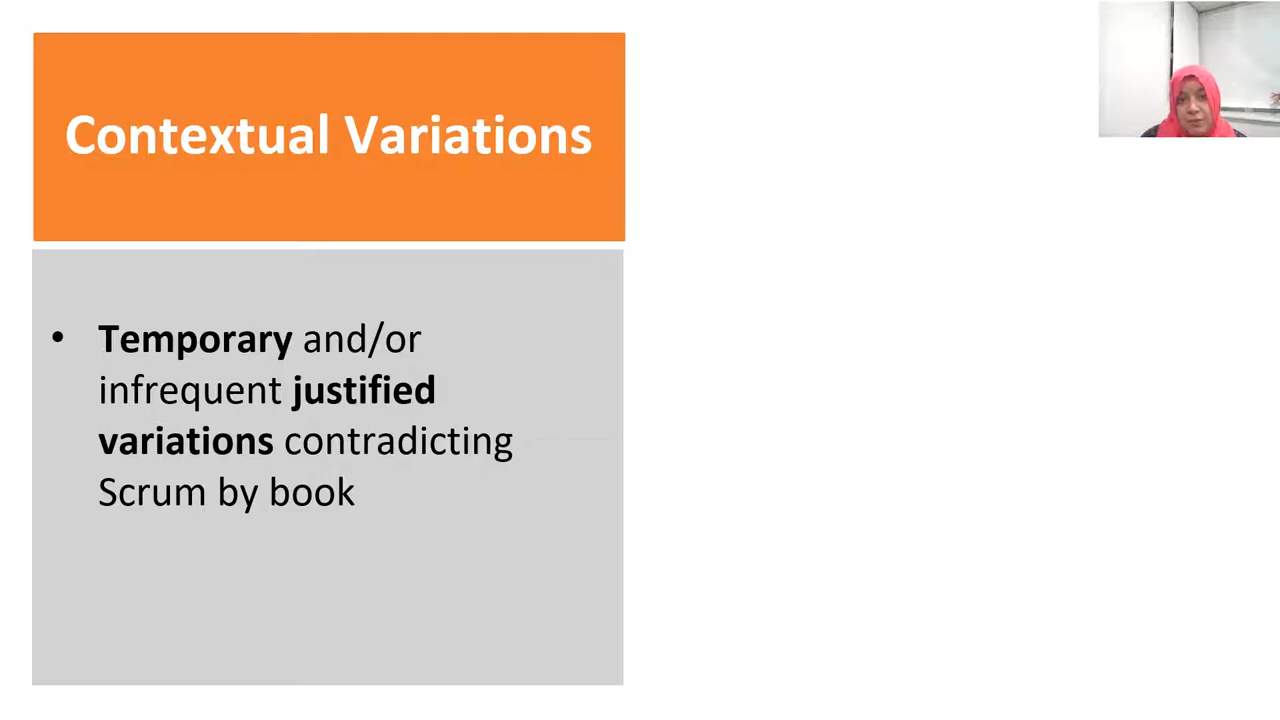 Contextual Variations
• Temporary and/or
infrequent justified
variations contradicting
Scrum by book